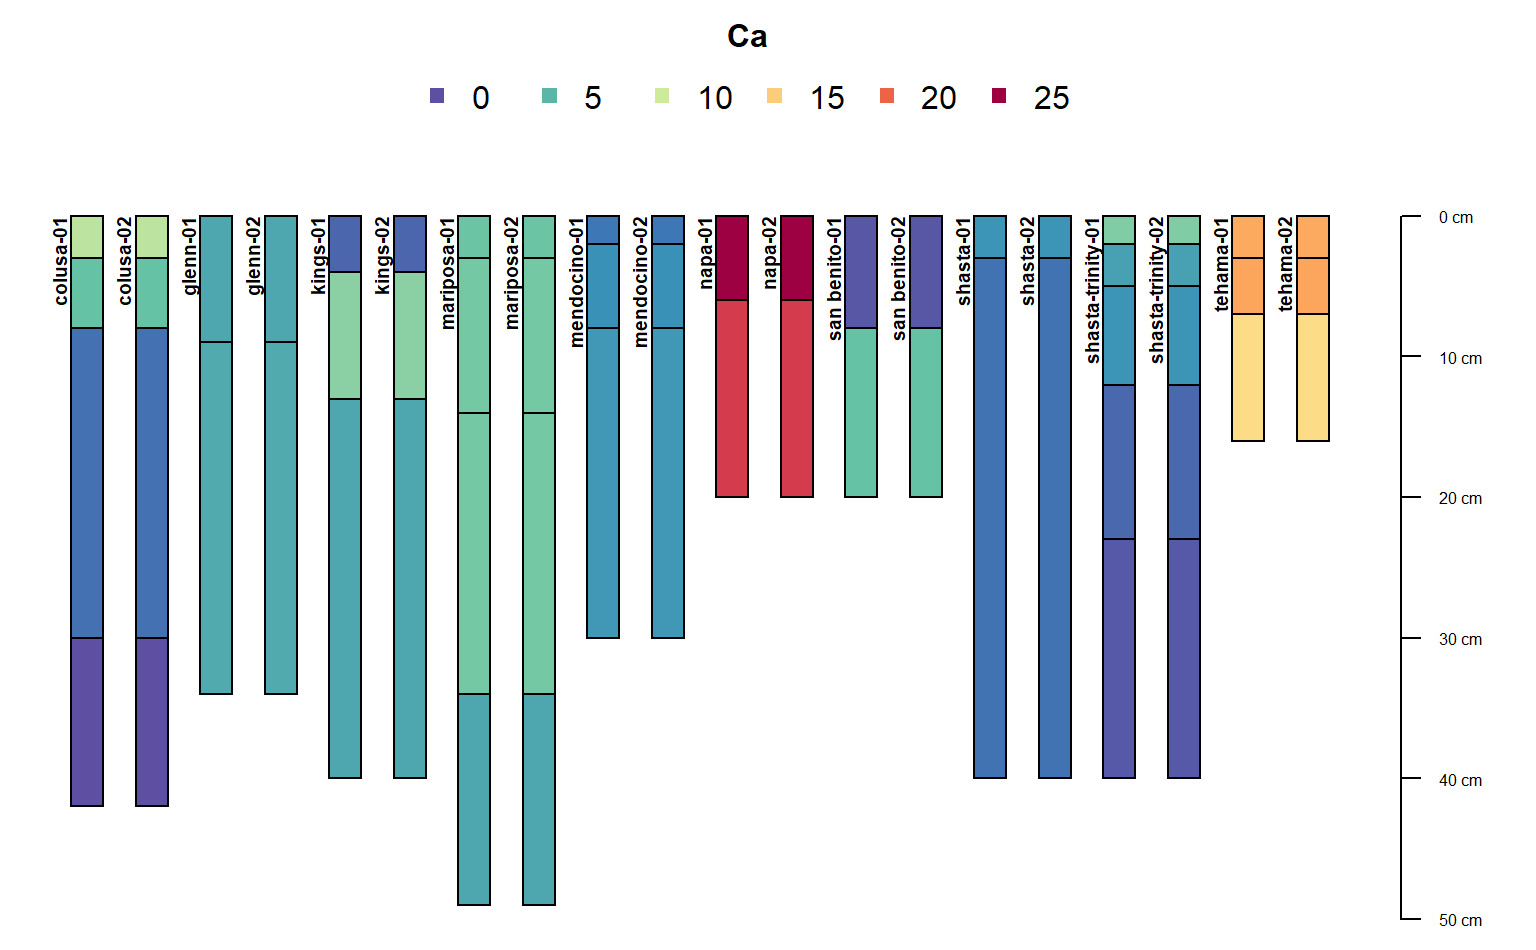 Ca
0 5 10 15 20 25
colusa-01
colusa-02
glenn-01
glenn-02
kings-01
kings-02
mariposa-01
mariposa-02
mendocino-01
mendocino-02
napa-01
napa-02
san benito-01
san benito-02
shasta-01
shasta-02
shasta-trinity-01
shasta-trinity-02
tehama-01
tehama-02
0 cm
10 cm
20 cm
30 cm
40 cm
50 cm